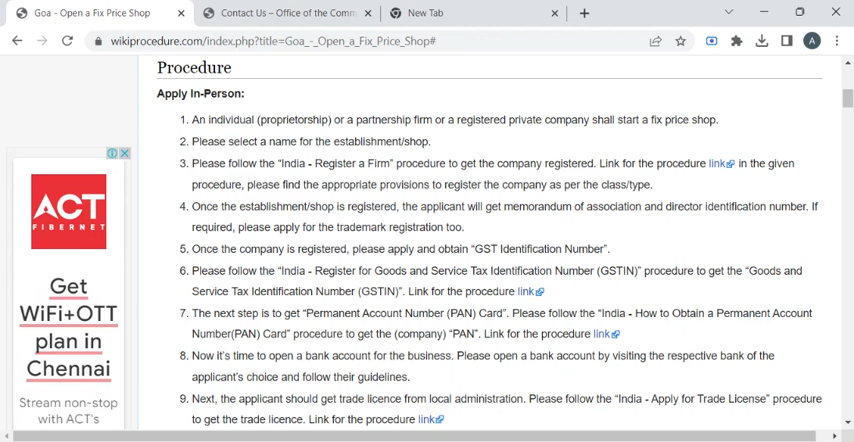 Goa - Open a Fix Price Shop
Contact Us – Office of the Comm
New Tab
wikiprocedure.com/index.php?title=Goa_-_Open_a_Fix_Price_Shop#
A
Procedure
Apply In-Person:
1. An individual (proprietorship) or a partnership firm or a registered private company shall start a fix price shop.
2. Please select a name for the establishment/shop.
3. Please follow the “India - Register a Firm” procedure to get the company registered. Link for the procedure link in the given
procedure, please find the appropriate provisions to register the company as per the class/type.
4. Once the establishment/shop is registered, the applicant will get memorandum of association and director identification number. If
required, please apply for the trademark registration too.
5. Once the company is registered, please apply and obtain “GST Identification Number”.
6. Please follow the “India - Register for Goods and Service Tax Identification Number (GSTIN)” procedure to get the “Goods and
Service Tax Identification Number (GSTIN)”. Link for the procedure link
7. The next step is to get “Permanent Account Number (PAN) Card”. Please follow the “India - How to Obtain a Permanent Account
Number(PAN) Card” procedure to get the (company) “PAN”. Link for the procedure link
8. Now it’s time to open a bank account for the business. Please open a bank account by visiting the respective bank of the
applicant’s choice and follow their guidelines.
9. Next, the applicant should get trade licence from local administration. Please follow the “India - Apply for Trade License” procedure
to get the trade licence. Link for the procedure link
ACT
FIBERNET
Get
WiFi+OTT
plan in
Chennai
Stream non-stop
with ACT's